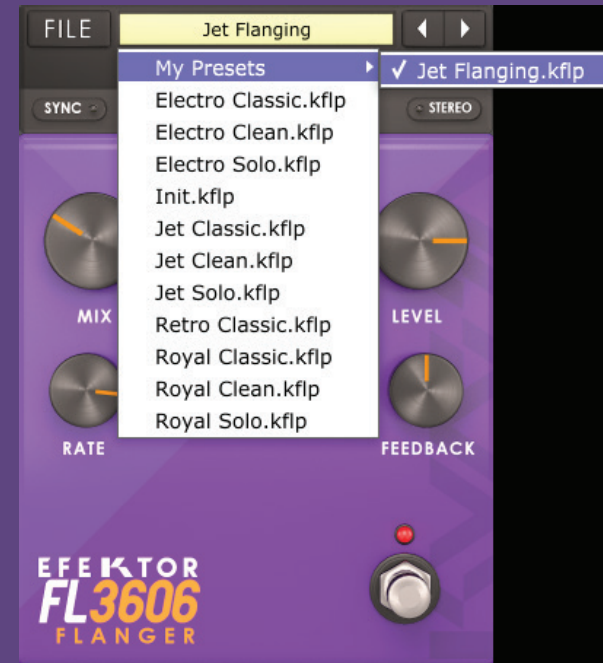 FILE
Jet Flanging
My Presets
✓ Jet Flanging.kflp
SYNC
STEREO
Electro Classic.kflp
Electro Clean.kflp
Electro Solo.kflp
Init.kflp
Jet Classic.kflp
Jet Clean.kflp
Jet Solo.kflp
Retro Classic.kflp
Royal Classic.kflp
Royal Clean.kflp
Royal Solo.kflp
MIX
LEVEL
RATE
FEEDBACK
EFEKTOR
FL3606
FLANGER